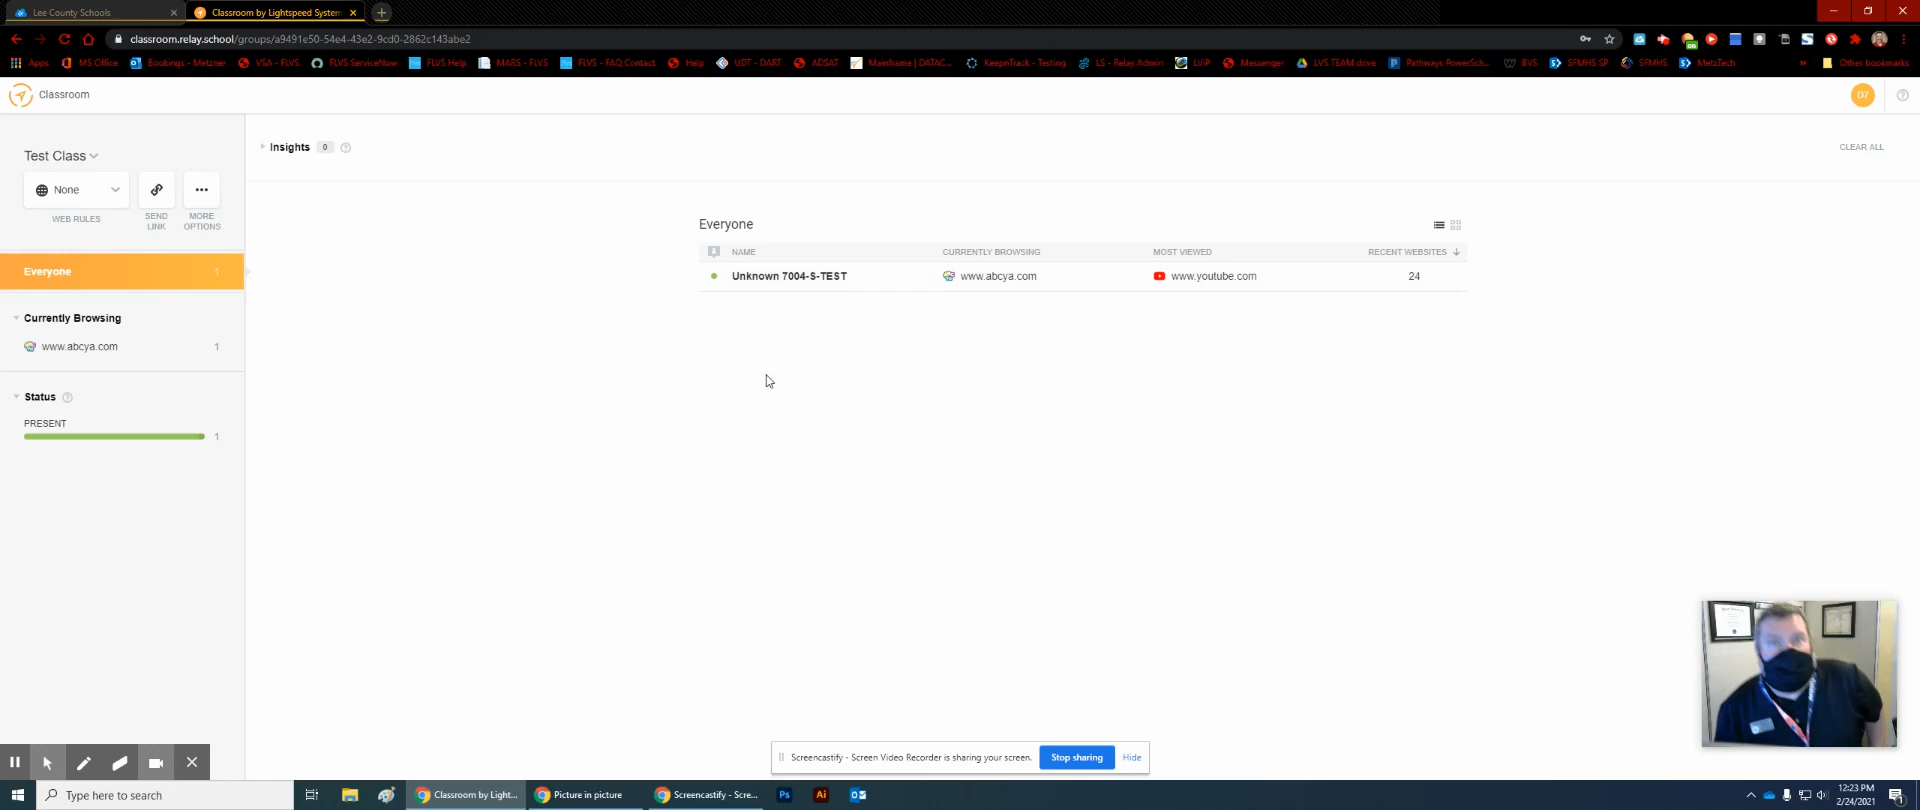 Lee County Schools
Classroom by Lightspeed System
classroom.relay.school/groups/a9491e50-54e4-43e2-9cd0-2862c143abe2
Apps MS Office Bookings - Metzner VSA - FLVS FLVS ServiceNow FLVS Help MARS - FLVS FLVS - FAQ Contact Help UDT - DART ADSAT Mainframe | DATAC... KeepnTrack - Testing LS - Relay Admin LViP Messenger LVS TEAM drive Pathways PowerSch... BVS SFMHS SP SFMHS MetzTech » Other bookmarks
Classroom
Insights 0
CLEAR ALL
Test Class
None
WEB RULES
SEND LINK
MORE OPTIONS
Everyone 1
Currently Browsing
www.abcya.com 1
Status
PRESENT
1
Everyone
NAME CURRENTLY BROWSING MOST VIEWED RECENT WEBSITES
Unknown 7004-S-TEST www.abcya.com www.youtube.com 24
Screencastify - Screen Video Recorder is sharing your screen. Stop sharing Hide
Type here to search
Classroom by Light...
Picture in picture
Screencastify - Scre...
Ps
Ai
12:23 PM
2/24/2021